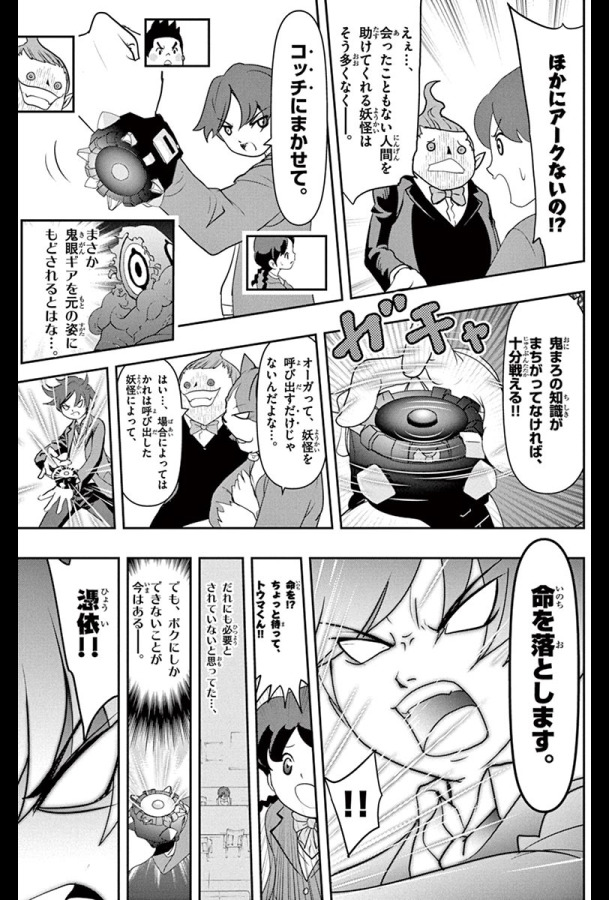 ほかにアークないの!?
えぇ…、
会ったこともない人間を
助けてくれる妖怪は
そう多くなく――。
コッチにまかせて。
まさか
鬼眼ギアを元の姿に
もどされるとはな…。
鬼まろの知識が
まちがってなければ、
十分戦える!!
ガチャ
オーガって、妖怪を
呼び出すだけじゃ
ないんだよな…。
はい…場合によっては
かれは呼び出した
妖怪によって、
命を落とします。
!!
命を!?
ちょっと待って、
トウマくん!!
だれにも必要と
されていないと思ってた…、
でも、ボクにしか
できないことが
今はある――。
憑依!!